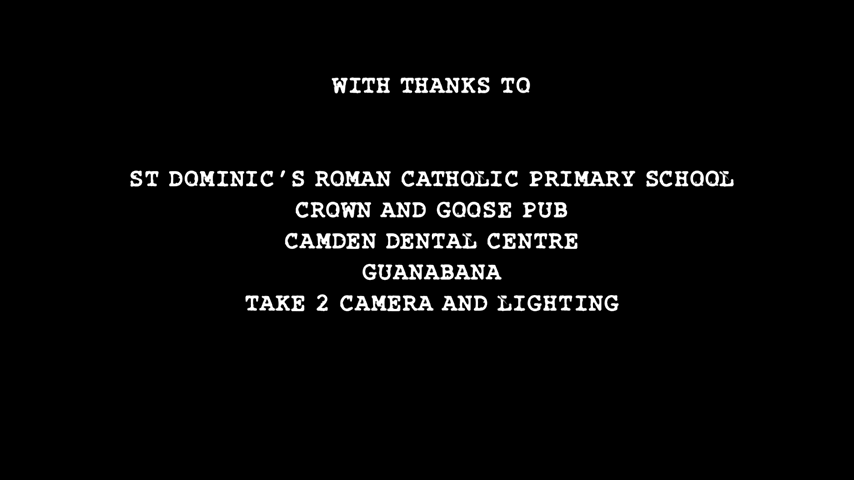 WITH THANKS TO
ST DOMINIC'S ROMAN CATHOLIC PRIMARY SCHOOL
CROWN AND GOOSE PUB
CAMDEN DENTAL CENTRE
GUANABANA
TAKE 2 CAMERA AND LIGHTING